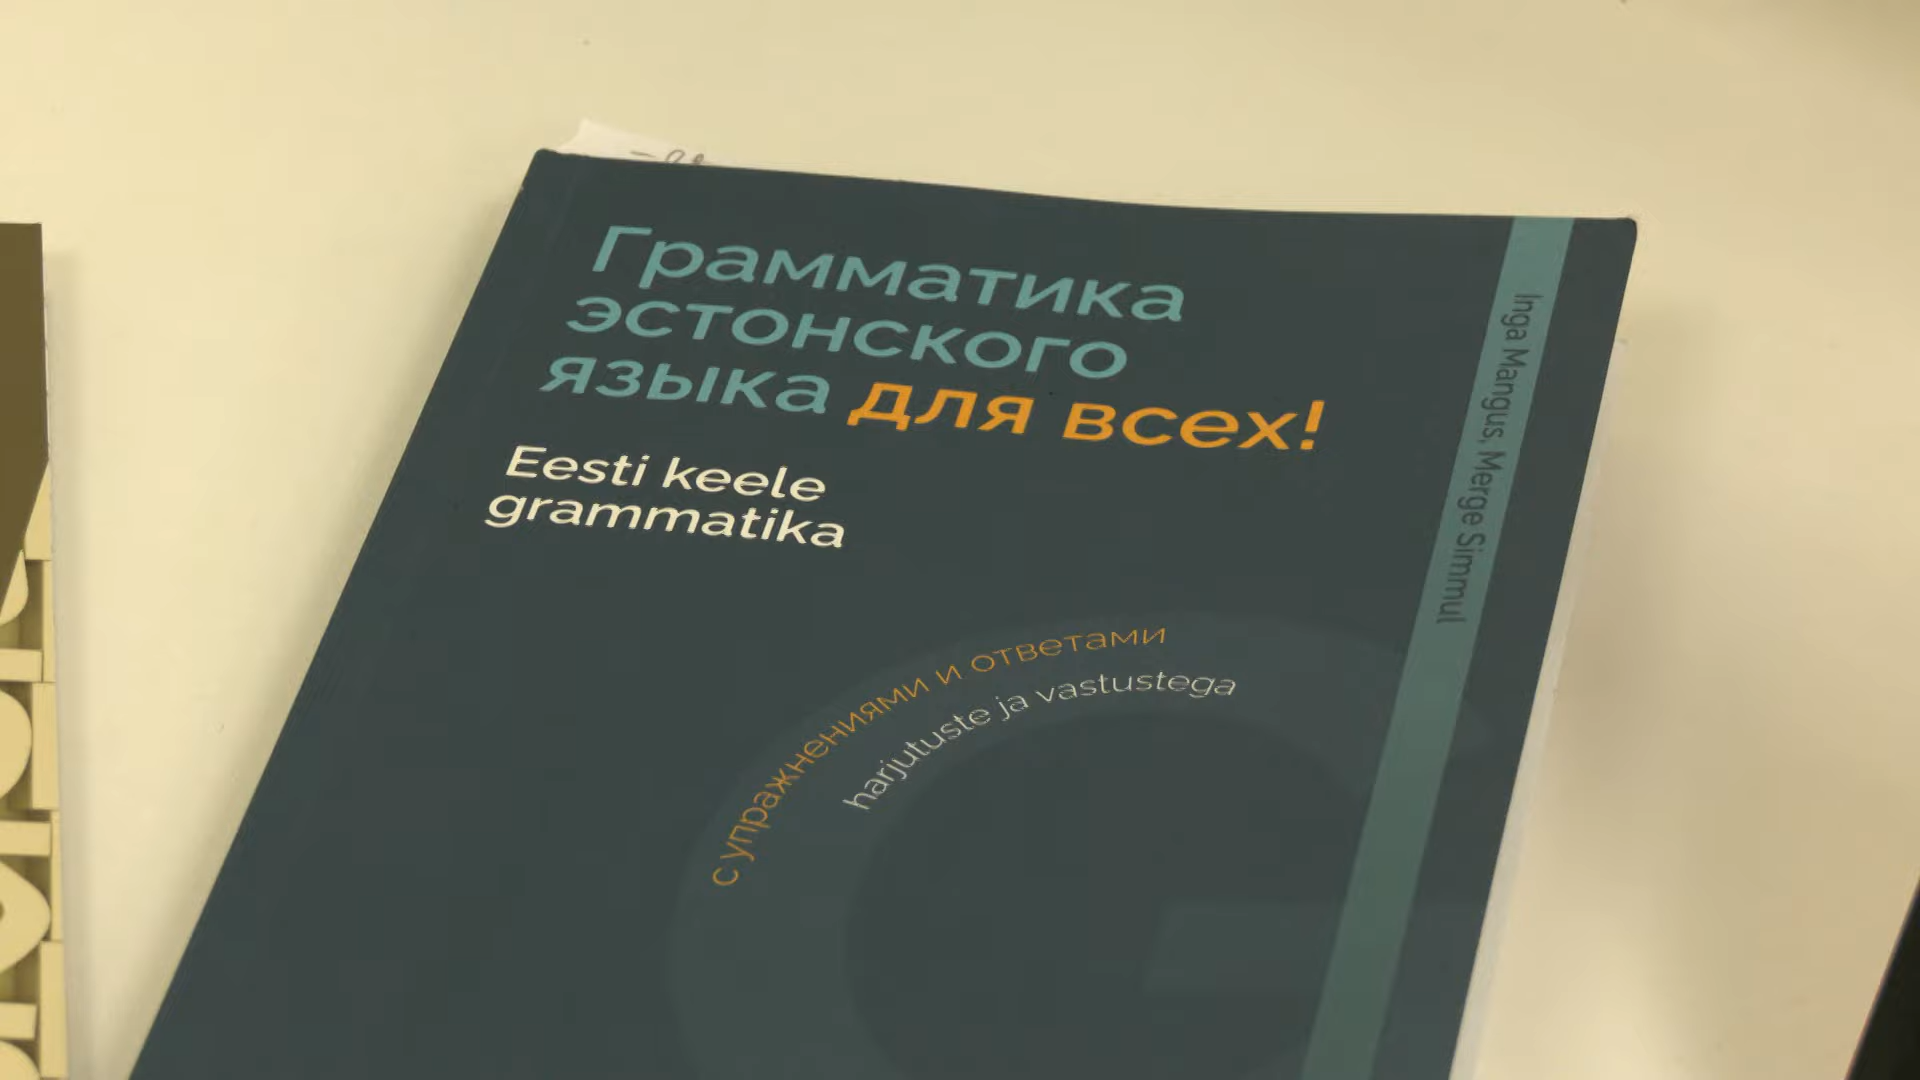 Грамматика
эстонского
языка для всех!
Eesti keele
grammatika
с упражнениями и ответами
harjutuste ja vastustega
Inga Mangus, Merge Simmul